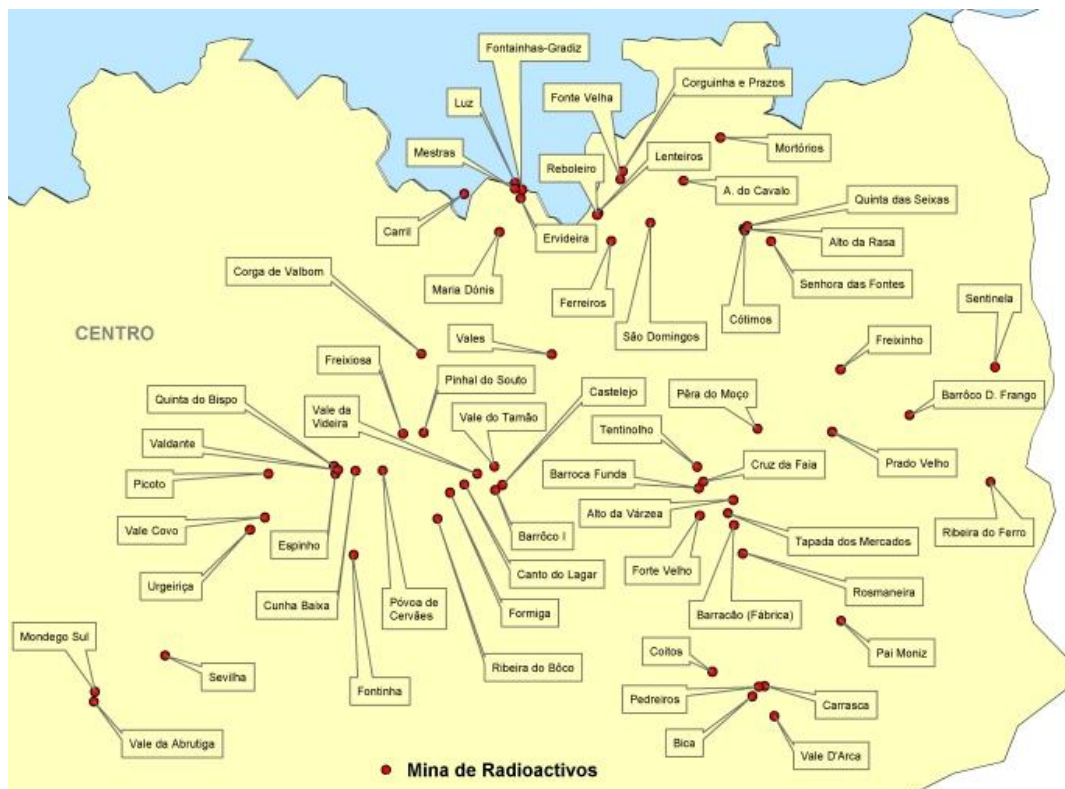 Fontainhas-Gradiz
Corguinha e Prazos
Luz
Fonte Velha
Mortórios
Mestras
Reboleiro
Lenteiros
A. do Cavalo
Quinta das Seixas
Carril
Ervideira
Alto da Rasa
Corga de Valbom
Maria Dónis
Ferreiros
Senhora das Fontes
Sentinela
São Domingos
Cótimos
CENTRO
Vales
Freixinho
Freixiosa
Pinhal do Souto
Castelejo
Quinta do Bispo
Vale da
Videira
Vale do Tamão
Pêra do Moço
Barrôco D. Frango
Valdante
Tentinolho
Picoto
Barroca Funda
Cruz da Faia
Prado Velho
Vale Covo
Espinho
Barrôco I
Alto da Várzea
Tapada dos Mercados
Ribeira do Ferro
Urgeiriça
Canto do Lagar
Forte Velho
Cunha Baixa
Póvoa de
Cervães
Formiga
Rosmaneira
Barracão (Fábrica)
Mondego Sul
Sevilha
Fontinha
Ribeira do Bôco
Coitos
Pai Moniz
Pedreiros
Carrasca
Vale da Abrutiga
Bica
Vale D'Arca
Mina de Radioactivos